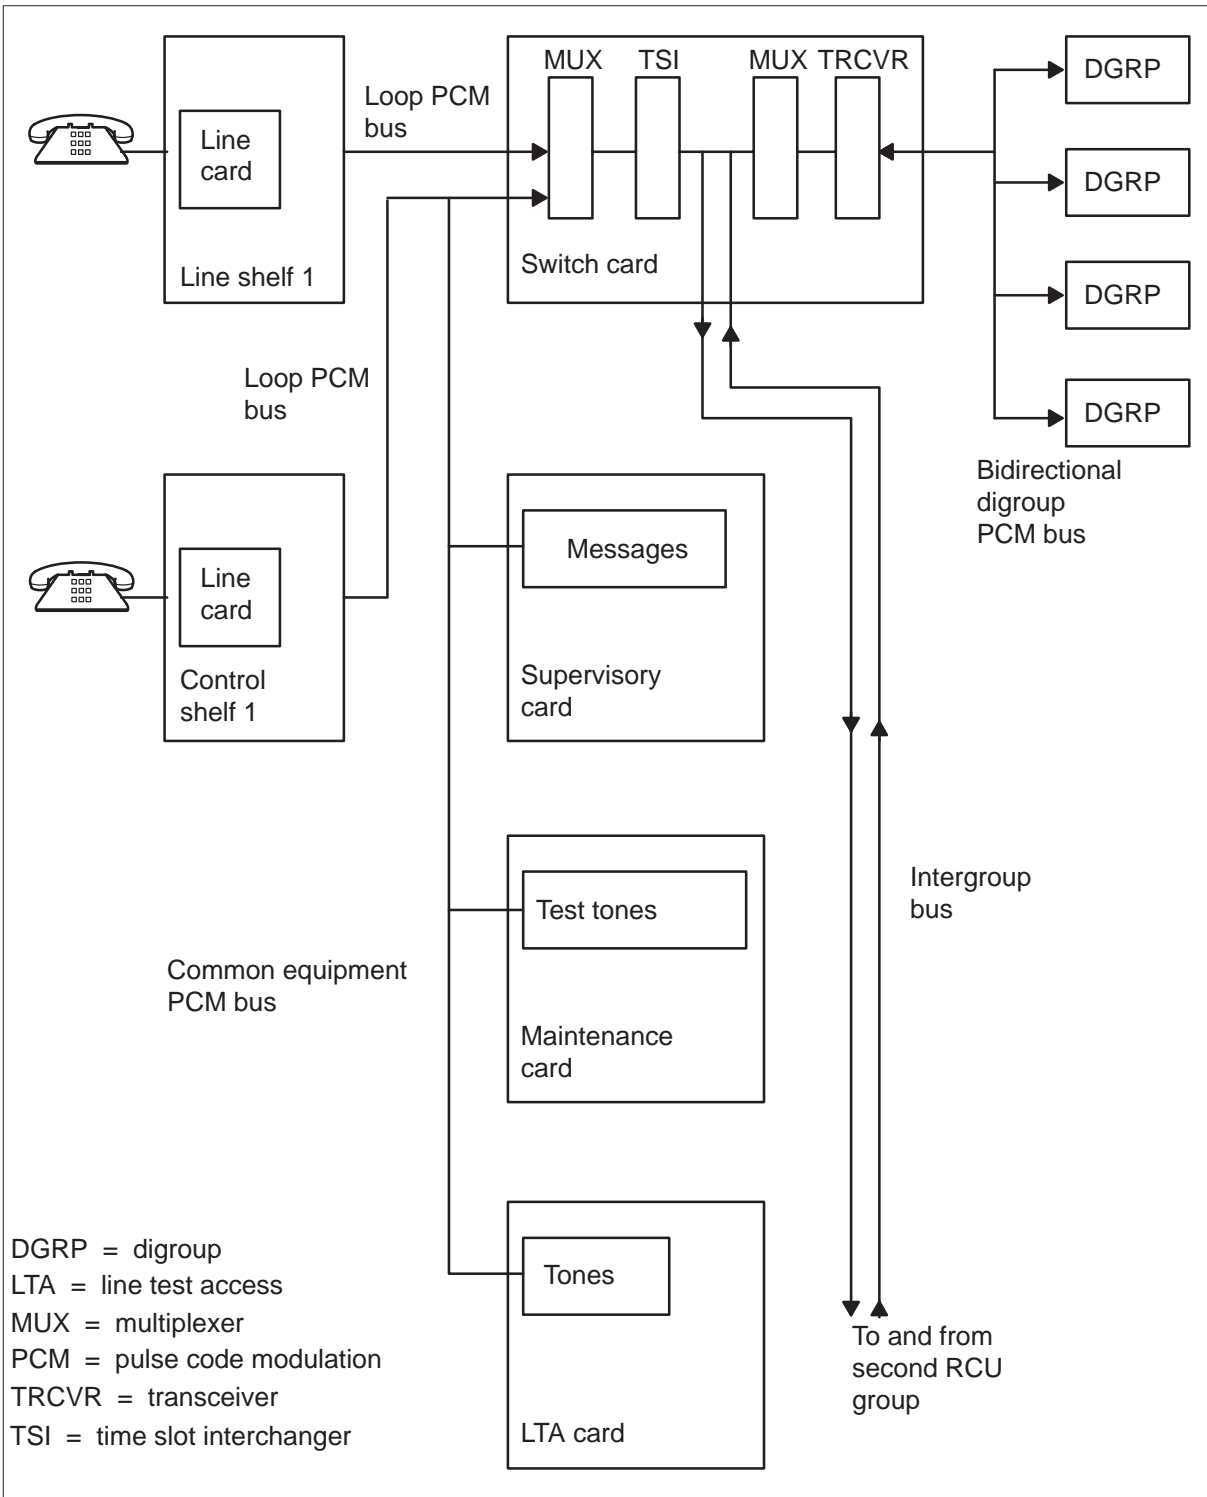 MUX
TSI
MUX
TRCVR
DGRP
Loop PCM
bus
Line
card
Line shelf 1
Switch card
DGRP
DGRP
DGRP
Loop PCM
bus
Bidirectional
digroup
PCM bus
Line
card
Control
shelf 1
Messages
Supervisory
card
Intergroup
bus
Test tones
Common equipment
PCM bus
Maintenance
card
DGRP = digroup
LTA = line test access
MUX = multiplexer
PCM = pulse code modulation
TRCVR = transceiver
TSI = time slot interchanger
Tones
LTA card
To and from
second RCU
group